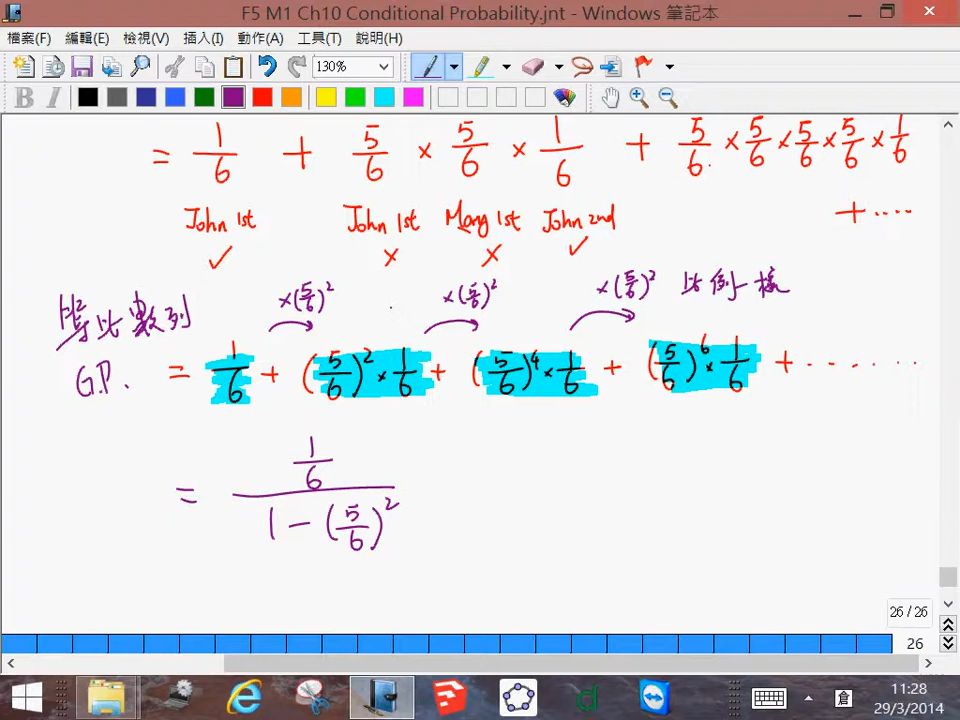 F5 M1 Ch10 Conditional Probability.jnt - Windows 筆記本
檔案(F) 編輯(E) 檢視(V) 插入(I) 動作(A) 工具(T) 說明(H)
130%
B I
= 1/6 + 5/6 × 5/6 × 1/6 + 5/6 × 5/6 × 5/6 × 5/6 × 1/6
John 1st John 1st Mary 1st John 2nd + ....
✓ × × ✓
×(5/6)² ×(5/6)² ×(5/6)² 比例一樣
等比數列
G.P. = 1/6 + (5/6)² × 1/6 + (5/6)⁴ × 1/6 + (5/6)⁶ × 1/6 + .......
= (1/6) / (1 − (5/6)²)
26 / 26
26
倉
11:28
29/3/2014